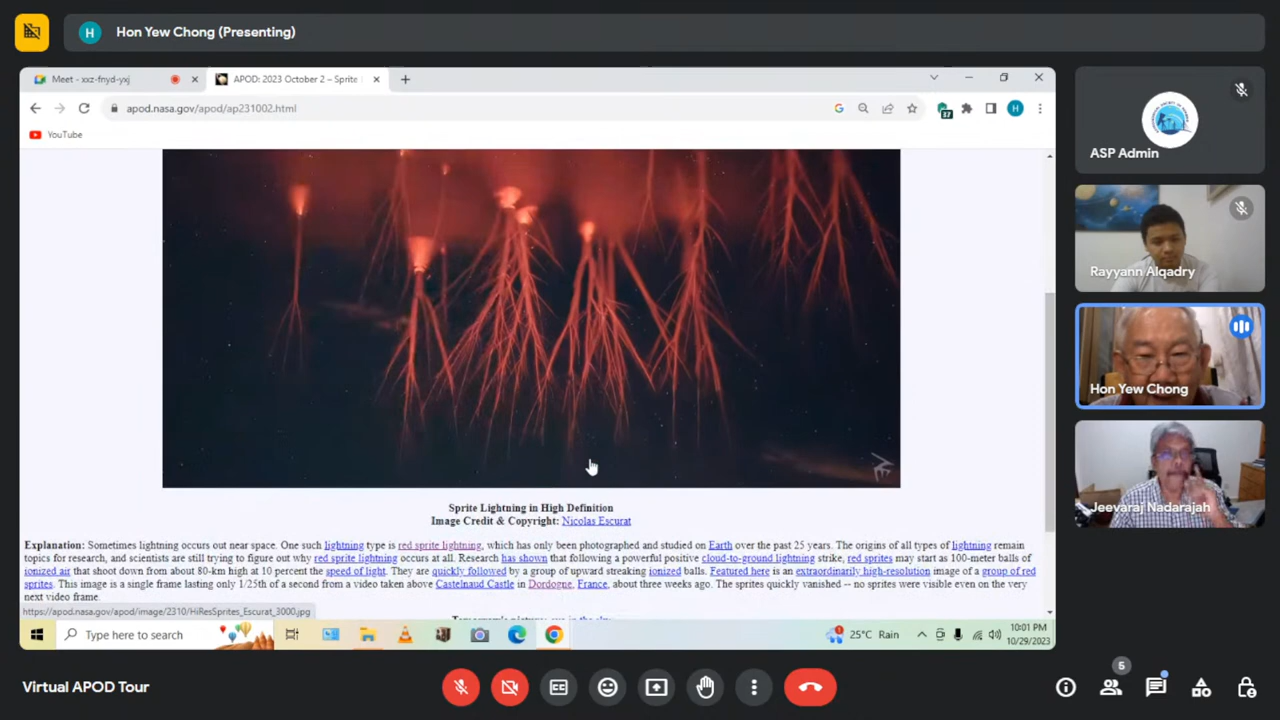 H Hon Yew Chong (Presenting)
Meet - xxz-fnyd-yxj
APOD: 2023 October 2 – Sprite
apod.nasa.gov/apod/ap231002.html
G
37
H
YouTube
Sprite Lightning in High Definition
Image Credit & Copyright: Nicolas Escurat
Explanation: Sometimes lightning occurs out near space. One such lightning type is red sprite lightning, which has only been photographed and studied on Earth over the past 25 years. The origins of all types of lightning remain
topics for research, and scientists are still trying to figure out why red sprite lightning occurs at all. Research has shown that following a powerful positive cloud-to-ground lightning strike, red sprites may start as 100-meter balls of
ionized air that shoot down from about 80-km high at 10 percent the speed of light. They are quickly followed by a group of upward streaking ionized balls. Featured here is an extraordinarily high-resolution image of a group of red
sprites. This image is a single frame lasting only 1/25th of a second from a video taken above Castelnaud Castle in Dordogne, France, about three weeks ago. The sprites quickly vanished -- no sprites were visible even on the very
next video frame.
https://apod.nasa.gov/apod/image/2310/HiResSprites_Escurat_3000.jpg
Tomorrow's picture: eye in the sky
Type here to search
25°C Rain
10:01 PM
10/29/2023
ASP Admin
Rayyann Alqadry
Hon Yew Chong
Jeevaraj Nadarajah
Virtual APOD Tour
5